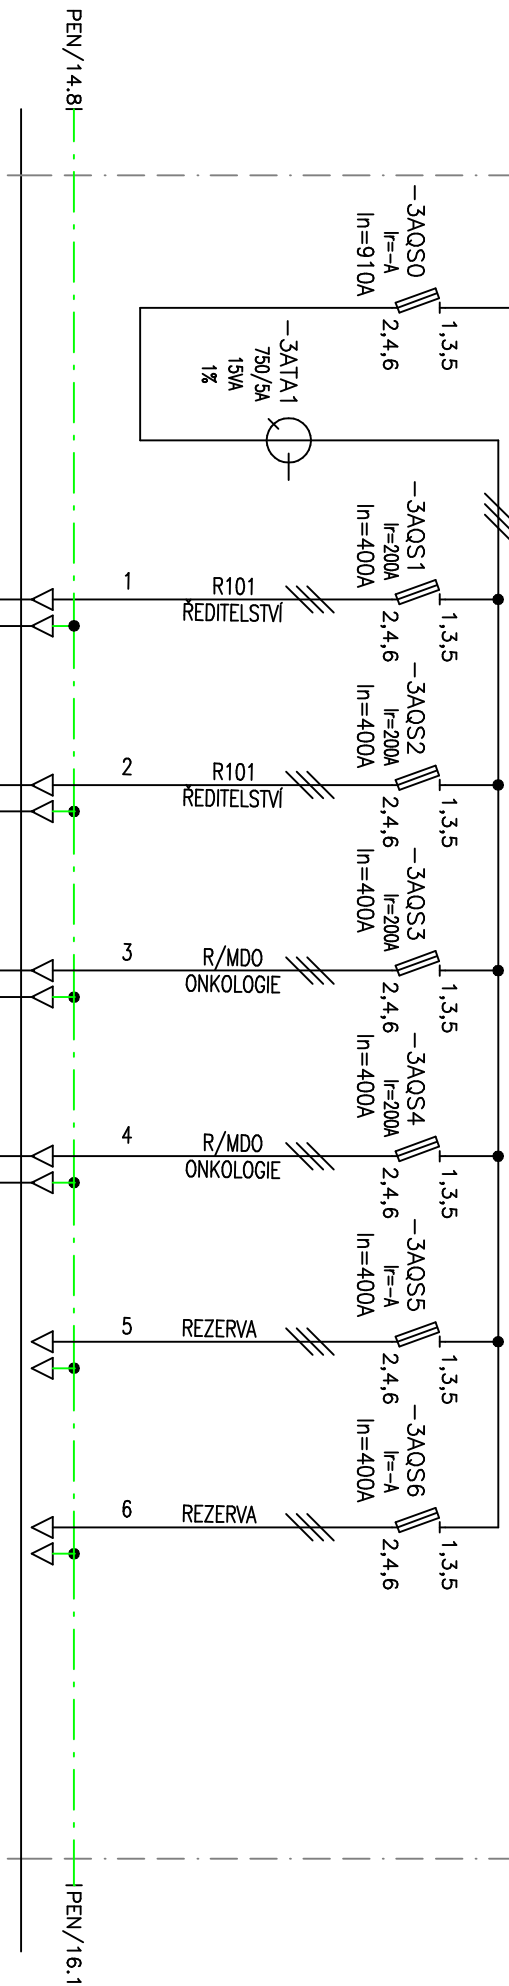 PEN/14.8
-3AQS0
Ir=-A
In=910A
1,3,5
2,4,6
-3ATA1
750/5A
15VA
1%
-3AQS1
Ir=200A
In=400A
1,3,5
2,4,6
1
R101
ŘEDITELSTVÍ
-3AQS2
Ir=200A
In=400A
1,3,5
2,4,6
2
R101
ŘEDITELSTVÍ
-3AQS3
Ir=200A
In=400A
1,3,5
2,4,6
3
R/MDO
ONKOLOGIE
-3AQS4
Ir=200A
In=400A
1,3,5
2,4,6
4
R/MDO
ONKOLOGIE
-3AQS5
Ir=-A
In=400A
1,3,5
2,4,6
5
REZERVA
-3AQS6
Ir=-A
In=400A
1,3,5
2,4,6
6
REZERVA
PEN/16.1